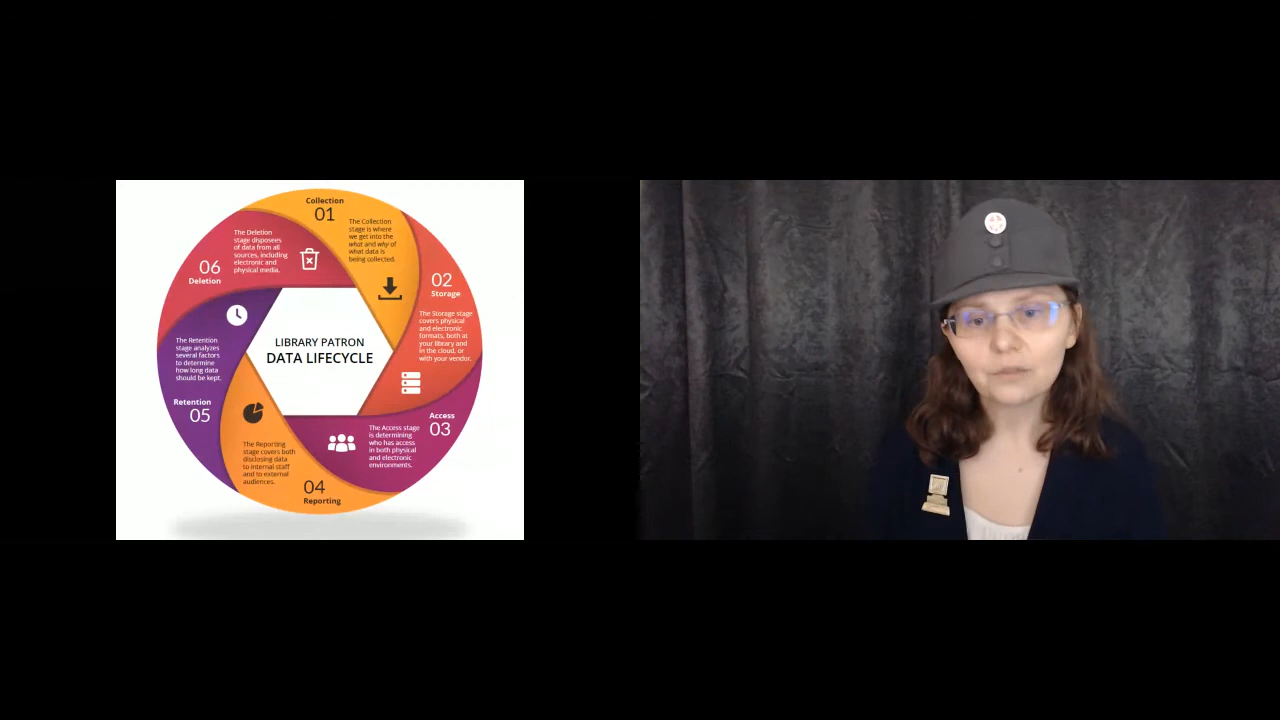 Collection
01
The Collection
stage is where
we get into the
what and why of
what data is
being collected.
02
Storage
The Storage stage
covers physical
and electronic
formats, both at
your library and
in the cloud, or
with your vendor.
Access
03
The Access stage
is determining
who has access
in both physical
and electronic
environments.
04
Reporting
The Reporting
stage covers both
disclosing data
to internal staff
and to external
audiences.
Retention
05
The Retention
stage analyzes
several factors
to determine
how long data
should be kept.
06
Deletion
The Deletion
stage disposees
of data from all
sources, including
electronic and
physical media.
LIBRARY PATRON
DATA LIFECYCLE